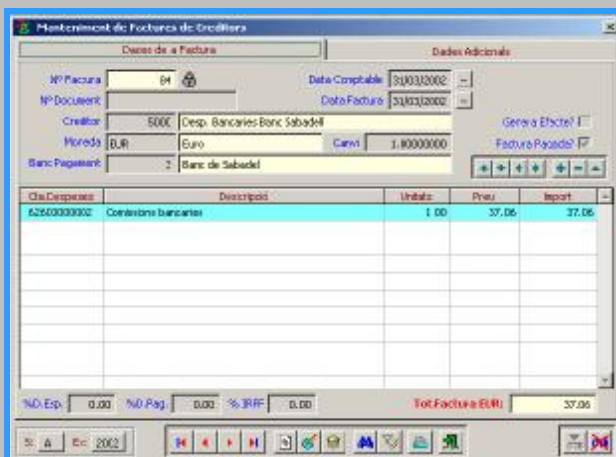 Manteniment de Factures de Creditors
Dades de a Factura Dades Adicionals
Nº Factura 84 Data Comptable 31/03/2002
Nº Document Data Factura 31/03/2002
Creditor 5000 Desp. Bancaries Banc Sabadell Genera Efecte?
Moneda EUR Euro Canvi 1.00000000 Factura Pagada?
Banc Pagament 2 Banc de Sabadel
Cta.Despeses Descripció Unitats Preu Import
62600000002 Comissions bancaries 1.00 37.06 37.06
%D.Esp. 0.00 %D.Pag. 0.00 % IRPF 0.00 Tot.Factura EUR: 37.06
S: A Ex: 2002